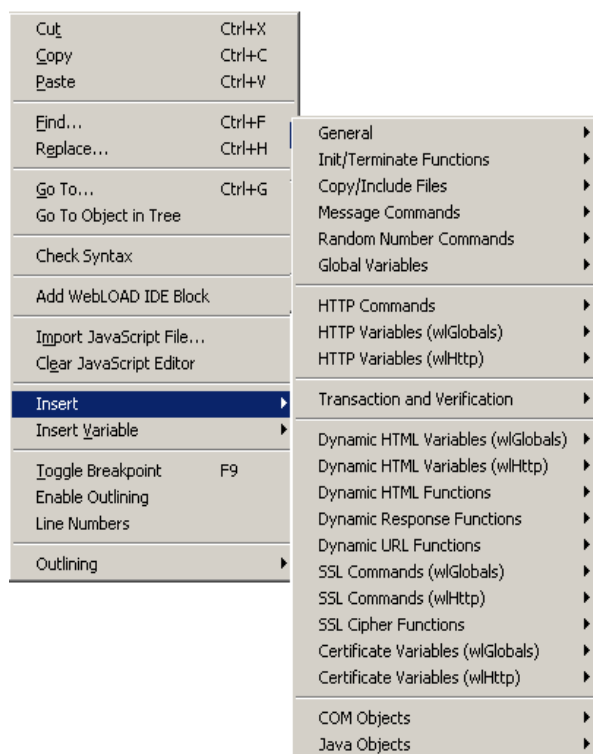 Cut Ctrl+X
Copy Ctrl+C
Paste Ctrl+V
Find... Ctrl+F
Replace... Ctrl+H
Go To... Ctrl+G
Go To Object in Tree
Check Syntax
Add WebLOAD IDE Block
Import JavaScript File...
Clear JavaScript Editor
Insert
Insert Variable
Toggle Breakpoint F9
Enable Outlining
Line Numbers
Outlining
General
Init/Terminate Functions
Copy/Include Files
Message Commands
Random Number Commands
Global Variables
HTTP Commands
HTTP Variables (wlGlobals)
HTTP Variables (wlHttp)
Transaction and Verification
Dynamic HTML Variables (wlGlobals)
Dynamic HTML Variables (wlHttp)
Dynamic HTML Functions
Dynamic Response Functions
Dynamic URL Functions
SSL Commands (wlGlobals)
SSL Commands (wlHttp)
SSL Cipher Functions
Certificate Variables (wlGlobals)
Certificate Variables (wlHttp)
COM Objects
Java Objects